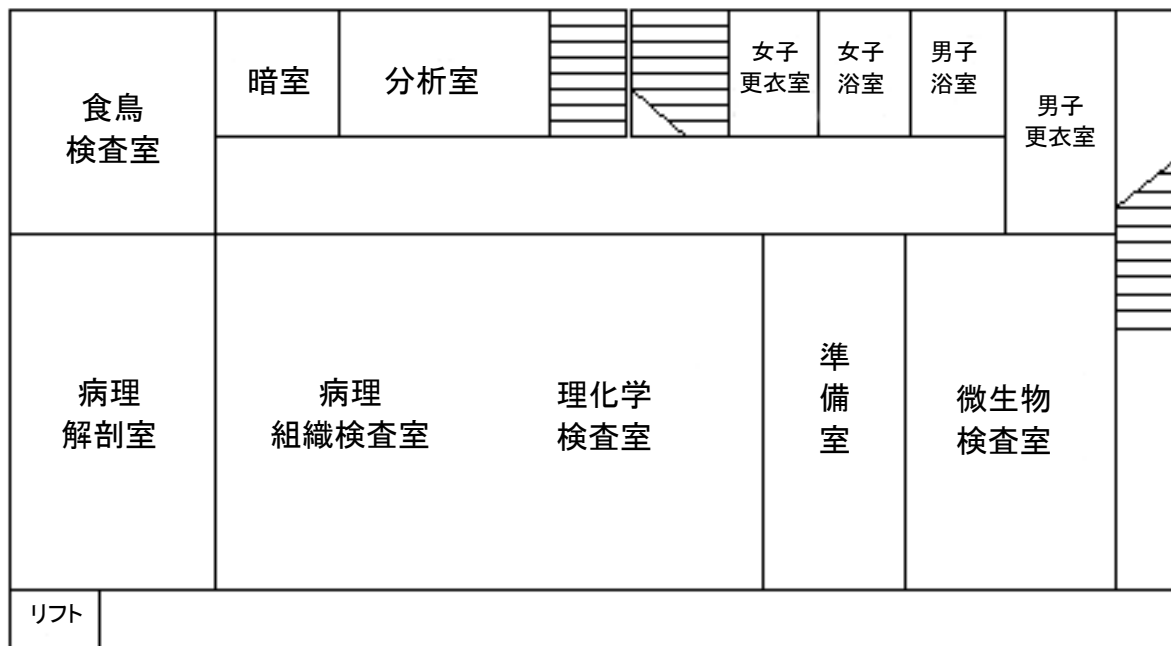 食鳥
検査室
暗室
分析室
女子
更衣室
女子
浴室
男子
浴室
男子
更衣室
病理
解剖室
病理
組織検査室
理化学
検査室
準
備
室
微生物
検査室
リフト